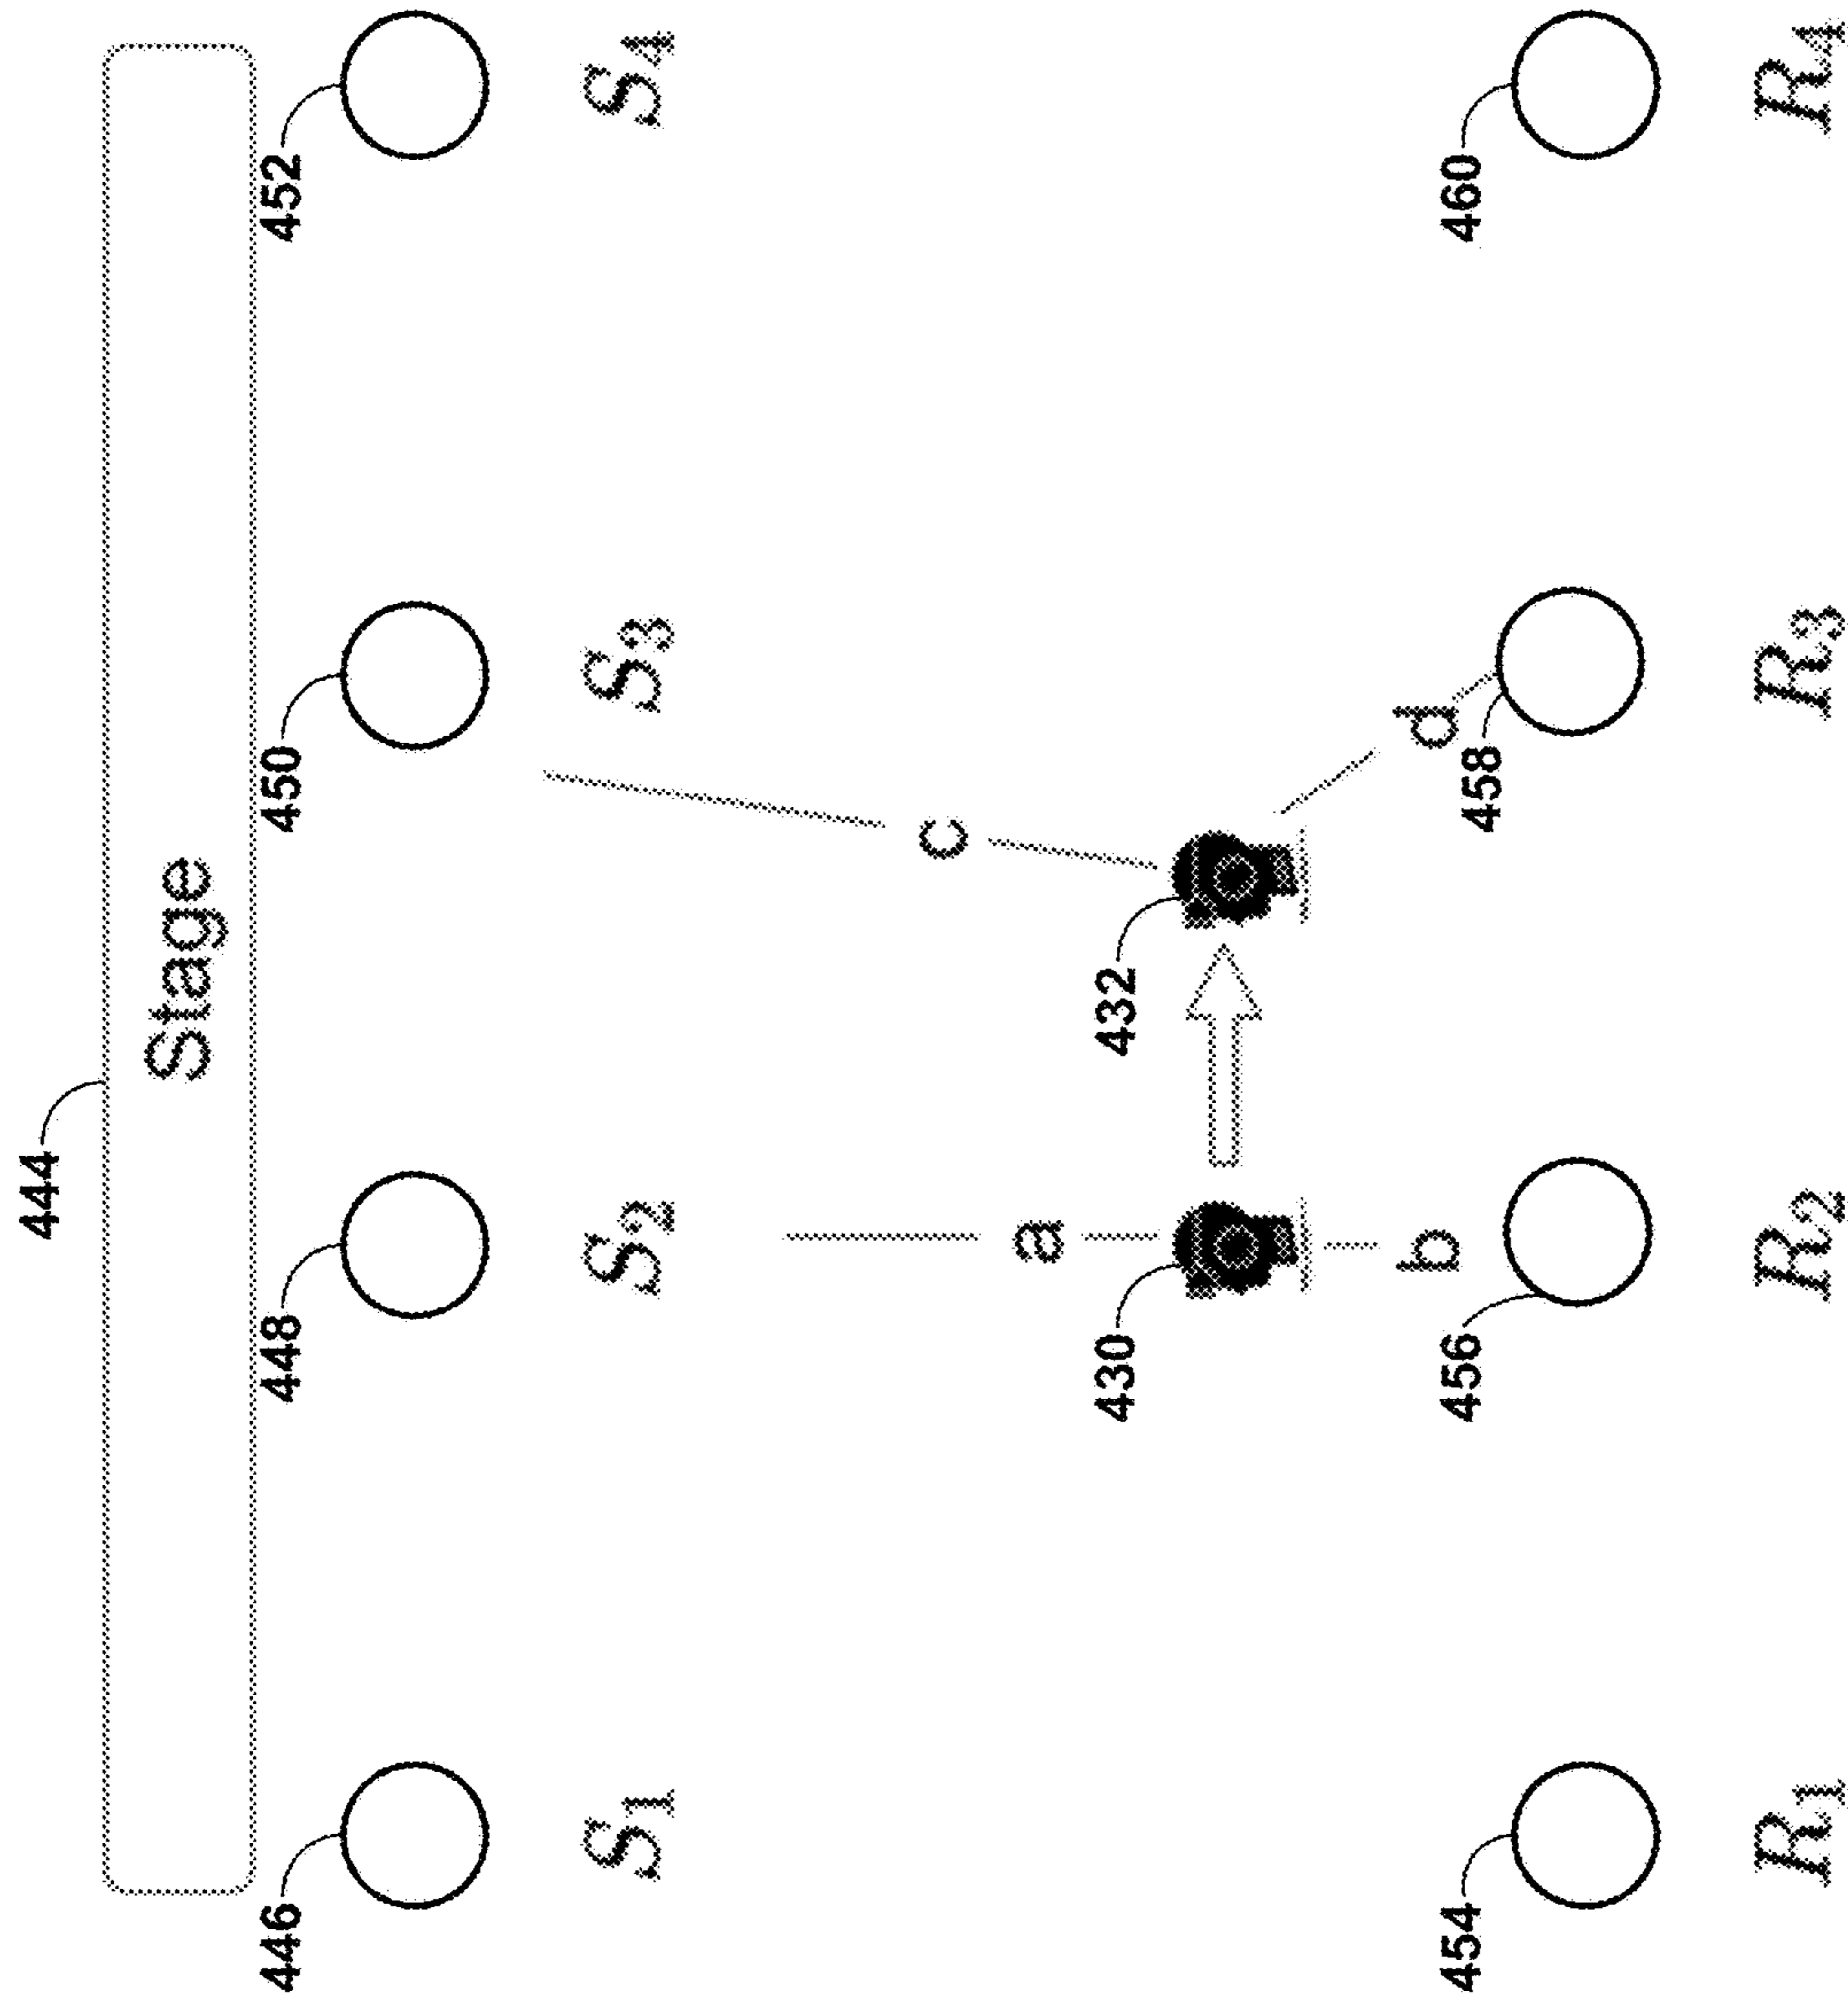 444
Stage
446 448 450 452
S₁ S₂ S₃ S₄
c
a
430 432
b d
454 456 458 460
R₁ R₂ R₃ R₄